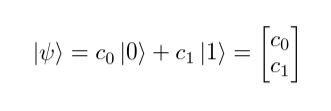 |ψ⟩ = c₀ |0⟩ + c₁ |1⟩ = [c₀
c₁]